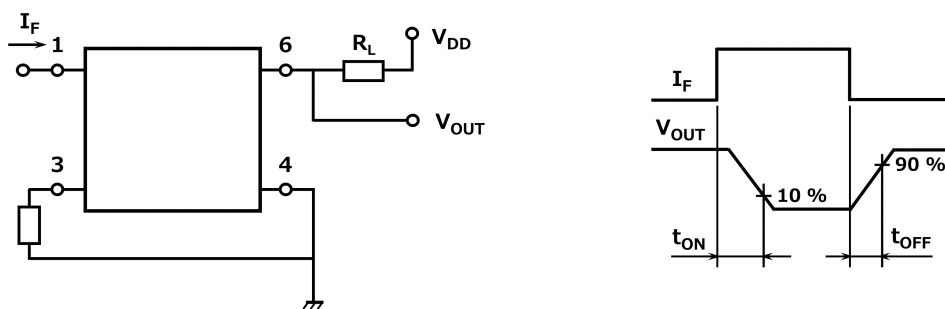 I_F
1
6
R_L
V_DD
V_OUT
3
4
I_F
V_OUT
10 %
90 %
t_ON
t_OFF